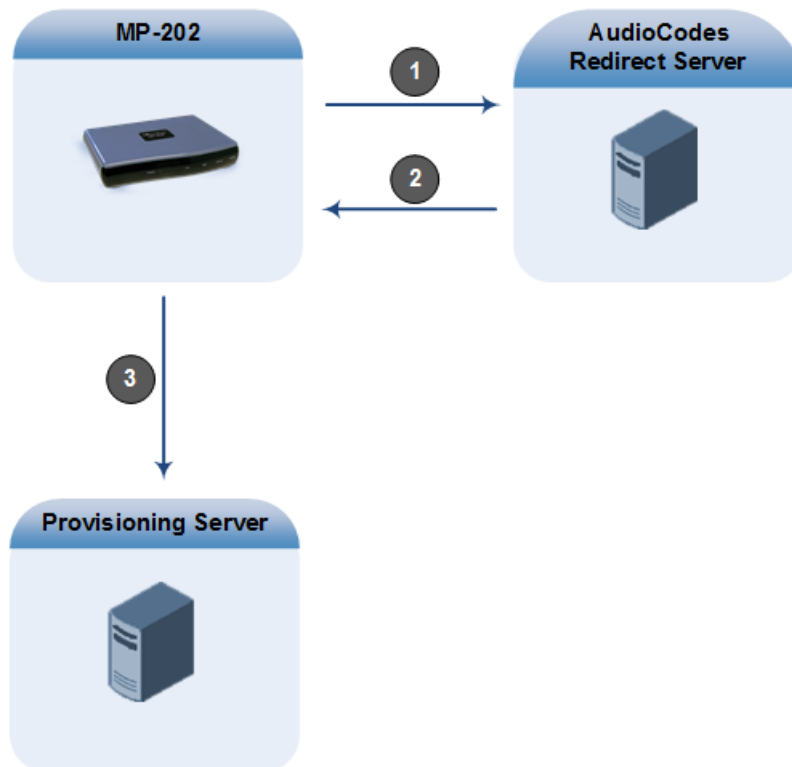 MP-202
AudioCodes
Redirect Server
1
2
3
Provisioning Server